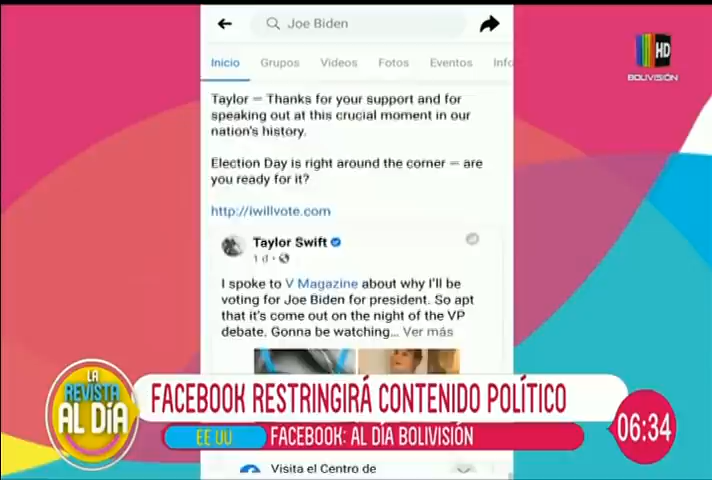 Joe Biden
HD
BOLIVISIÓN
Inicio Grupos Videos Fotos Eventos Info
Taylor — Thanks for your support and for
speaking out at this crucial moment in our
nation's history.
Election Day is right around the corner — are
you ready for it?
http://iwillvote.com
Taylor Swift
1 d ·
I spoke to V Magazine about why I'll be
voting for Joe Biden for president. So apt
that it's come out on the night of the VP
debate. Gonna be watching... Ver más
LA
REVISTA
AL DÍA
FACEBOOK RESTRINGIRÁ CONTENIDO POLÍTICO
EE UU FACEBOOK: AL DÍA BOLIVISIÓN
06:34
Visita el Centro de